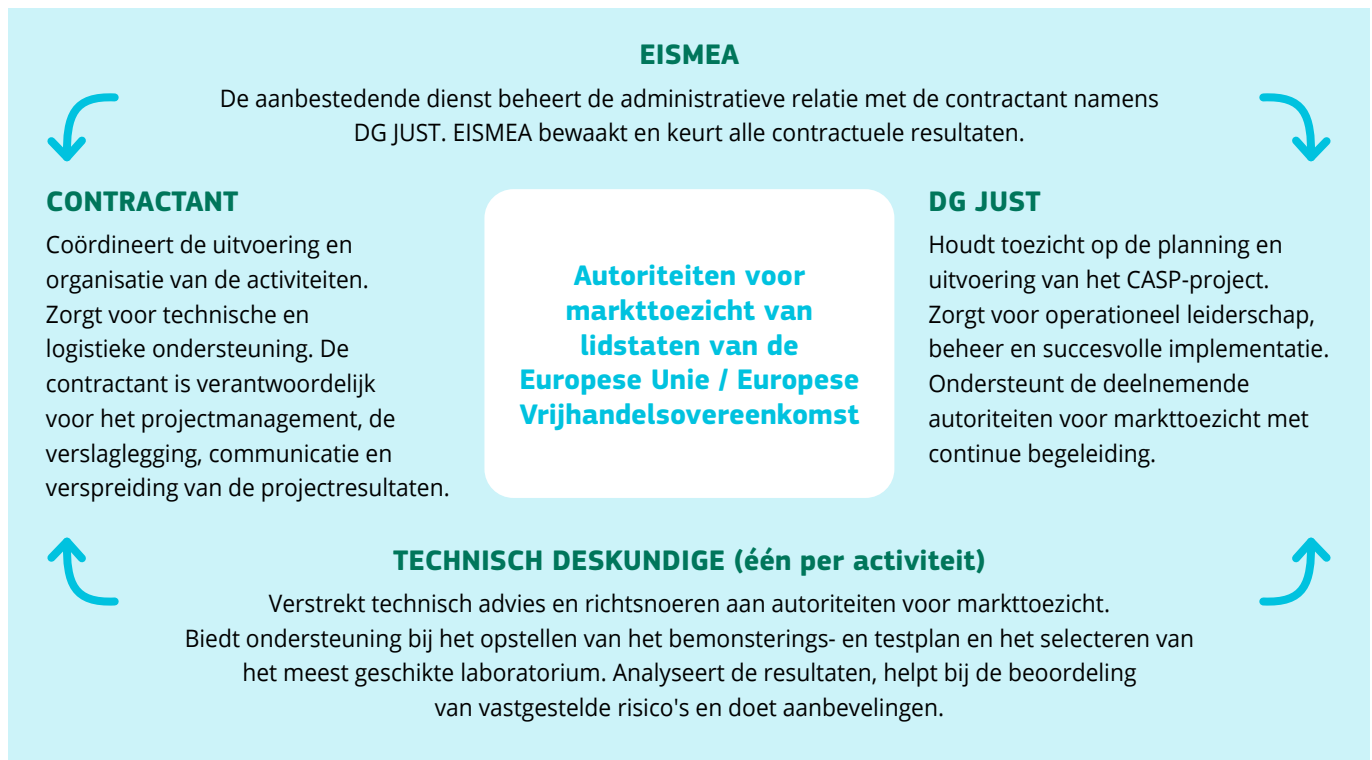 EISMEA
De aanbestedende dienst beheert de administratieve relatie met de contractant namens
DG JUST. EISMEA bewaakt en keurt alle contractuele resultaten.
CONTRACTANT
Coördineert de uitvoering en
organisatie van de activiteiten.
Zorgt voor technische en
logistieke ondersteuning. De
contractant is verantwoordelijk
voor het projectmanagement, de
verslaglegging, communicatie en
verspreiding van de projectresultaten.
Autoriteiten voor
markttoezicht van
lidstaten van de
Europese Unie / Europese
Vrijhandelsovereenkomst
DG JUST
Houdt toezicht op de planning en
uitvoering van het CASP-project.
Zorgt voor operationeel leiderschap,
beheer en succesvolle implementatie.
Ondersteunt de deelnemende
autoriteiten voor markttoezicht met
continue begeleiding.
TECHNISCH DESKUNDIGE (één per activiteit)
Verstrekt technisch advies en richtsnoeren aan autoriteiten voor markttoezicht.
Biedt ondersteuning bij het opstellen van het bemonsterings- en testplan en het selecteren van
het meest geschikte laboratorium. Analyseert de resultaten, helpt bij de beoordeling
van vastgestelde risico's en doet aanbevelingen.